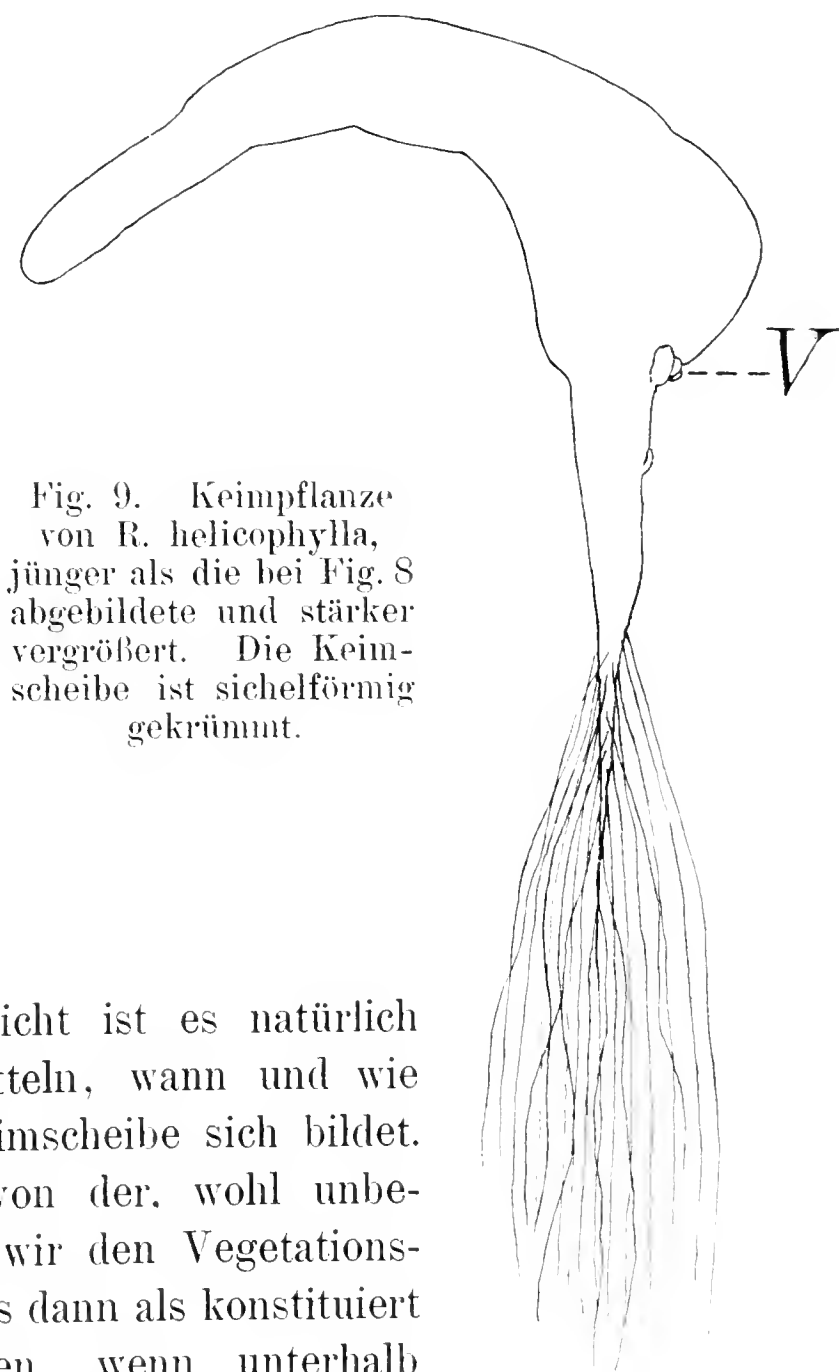 V
Fig. 9. Keimpflanze
von R. helicophylla,
jünger als die bei Fig. 8
abgebildete und stärker
vergrößert. Die Keim-
scheibe ist sichelförmig
gekrümmt.
icht ist es natürlich
tteln, wann und wie
imscheibe sich bildet.
von der. wohl unbe-
wir den Vegetations-
s dann als konstituiert
en, wenn unterhalb